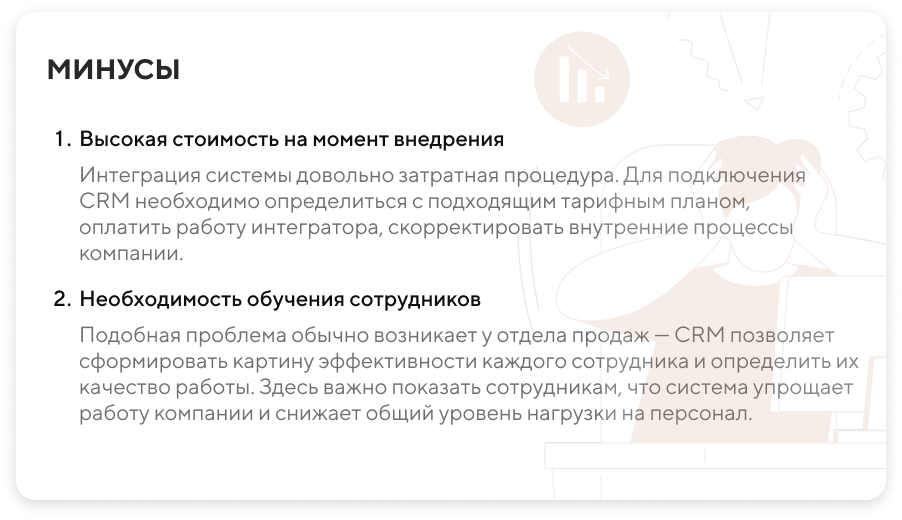 МИНУСЫ
1. Высокая стоимость на момент внедрения
Интеграция системы довольно затратная процедура. Для подключения
CRM необходимо определиться с подходящим тарифным планом,
оплатить работу интегратора, скорректировать внутренние процессы
компании.
2. Необходимость обучения сотрудников
Подобная проблема обычно возникает у отдела продаж — CRM позволяет
сформировать картину эффективности каждого сотрудника и определить их
качество работы. Здесь важно показать сотрудникам, что система упрощает
работу компании и снижает общий уровень нагрузки на персонал.